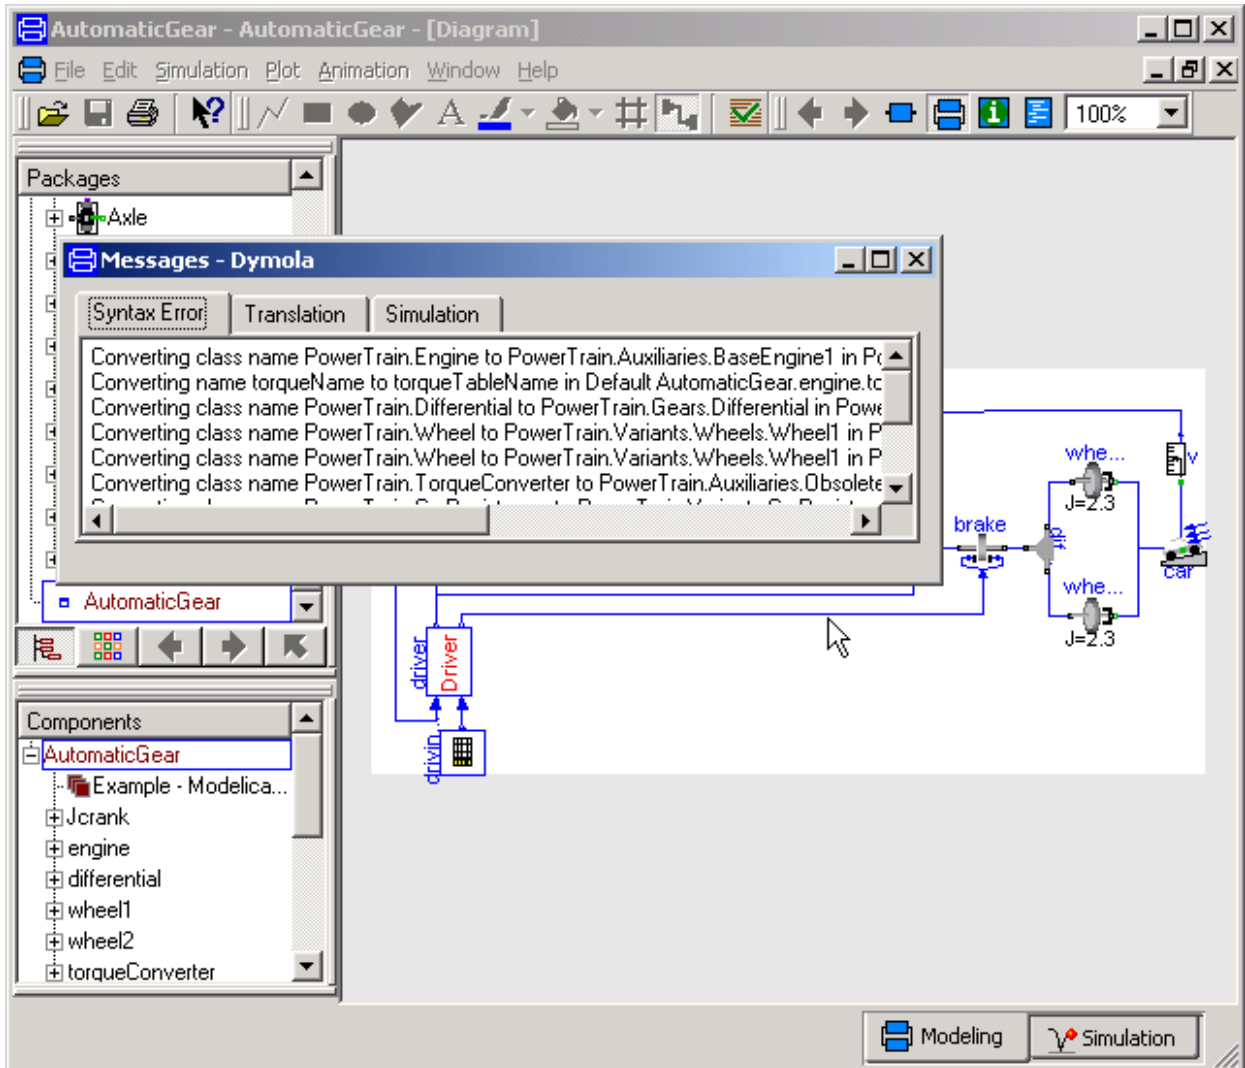 AutomaticGear - AutomaticGear - [Diagram]
File Edit Simulation Plot Animation Window Help
A 100%
Packages
Axle
Messages - Dymola
Syntax Error Translation Simulation
Converting class name PowerTrain.Engine to PowerTrain.Auxiliaries.BaseEngine1 in Po
Converting name torqueName to torqueTableName in Default AutomaticGear.engine.tc
Converting class name PowerTrain.Differential to PowerTrain.Gears.Differential in Powe
Converting class name PowerTrain.Wheel to PowerTrain.Variants.Wheels.Wheel1 in P
Converting class name PowerTrain.Wheel to PowerTrain.Variants.Wheels.Wheel1 in P
Converting class name PowerTrain.TorqueConverter to PowerTrain.Auxiliaries.Obsolete
whe...
v
J=2.3
brake
dif
car
whe...
J=2.3
AutomaticGear
driver
Driver
drivin...
Components
AutomaticGear
Example - Modelica...
Jcrank
engine
differential
wheel1
wheel2
torqueConverter
Modeling Simulation